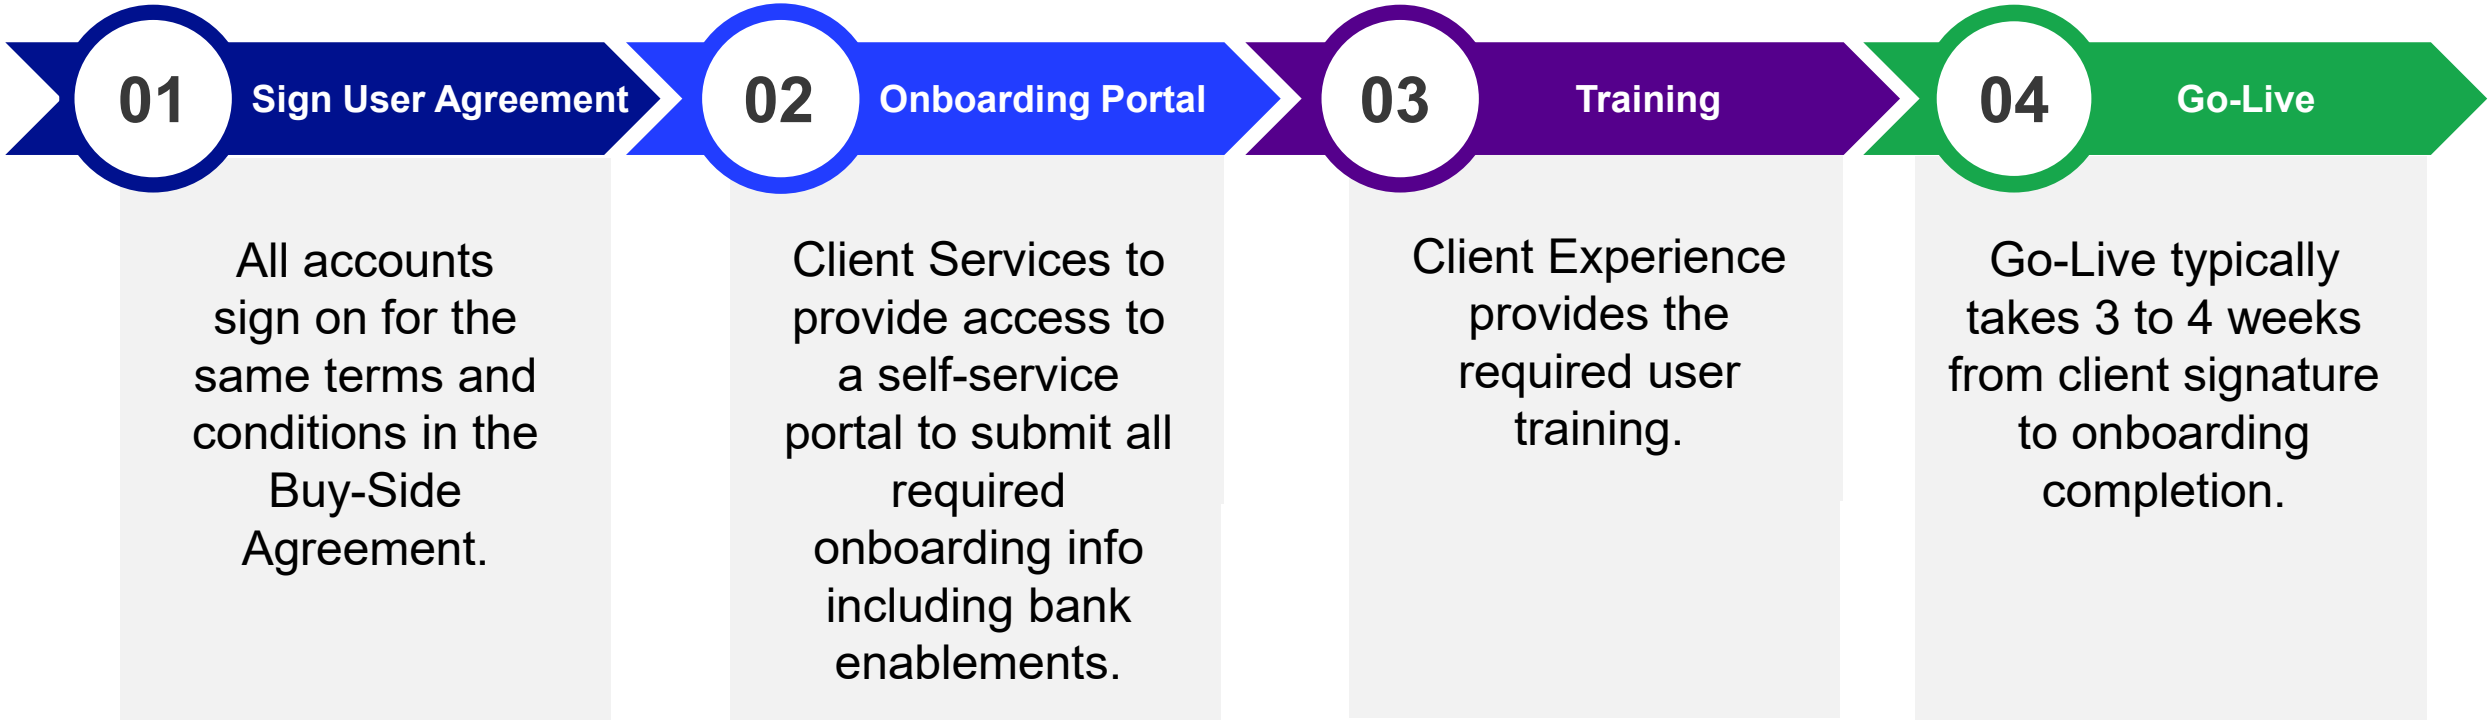 01
Sign User Agreement
All accounts
sign on for the
same terms and
conditions in the
Buy-Side
Agreement.
02
Onboarding Portal
Client Services to
provide access to
a self-service
portal to submit all
required
onboarding info
including bank
enablements.
03
Training
Client Experience
provides the
required user
training.
04
Go-Live
Go-Live typically
takes 3 to 4 weeks
from client signature
to onboarding
completion.